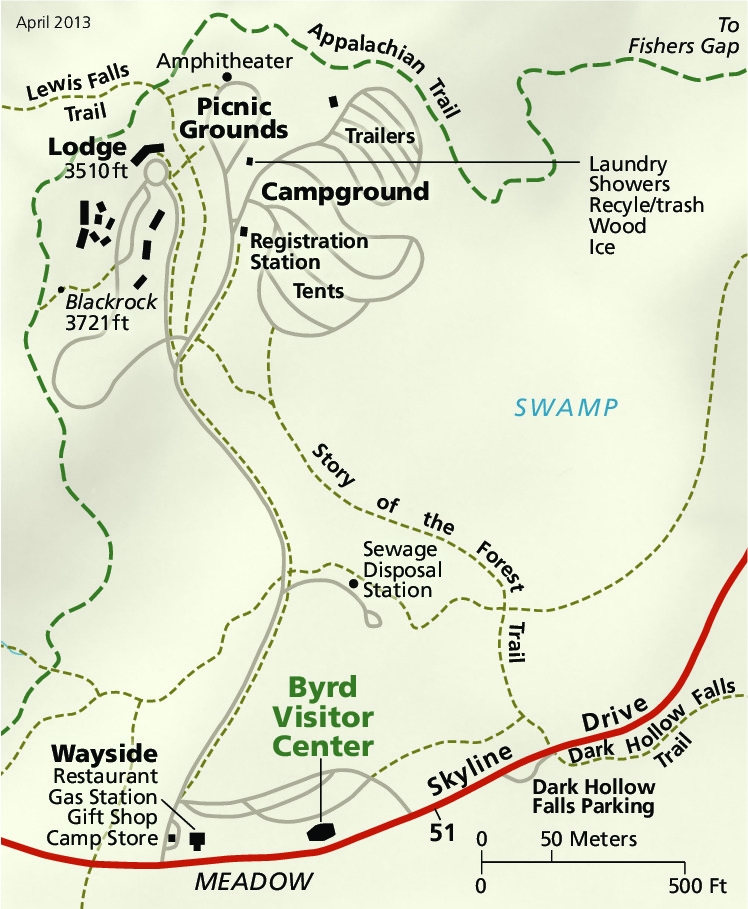 April 2013
To
Fishers Gap
Appalachian Trail
Amphitheater
Lewis Falls
Trail
Picnic
Grounds
Lodge
3510 ft
Trailers
Campground
Laundry
Showers
Recyle/trash
Wood
Ice
Registration
Station
Tents
Blackrock
3721 ft
SWAMP
Story of the Forest Trail
Sewage
Disposal
Station
Byrd
Visitor
Center
Skyline Drive
Dark Hollow Falls
Trail
Wayside
Restaurant
Gas Station
Gift Shop
Camp Store
Dark Hollow
Falls Parking
51
0 50 Meters
0 500 Ft
MEADOW